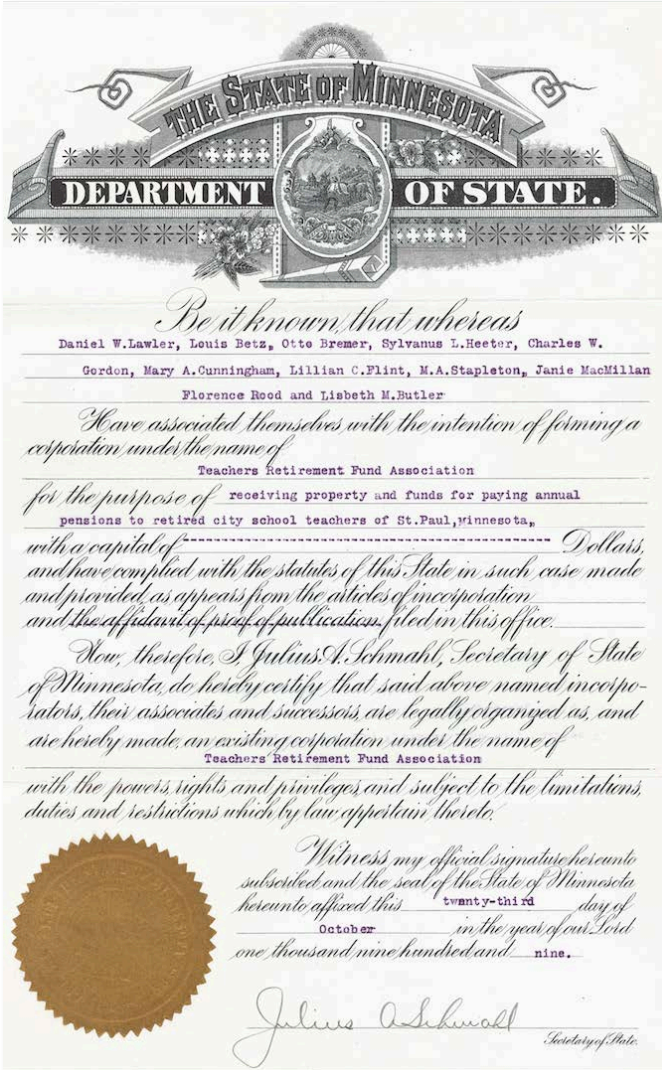 THE STATE OF MINNESOTA
DEPARTMENT OF STATE.
Be it known, that whereas
Daniel W.Lawler, Louis Betz, Otto Bremer, Sylvanus L.Heeter, Charles W.
Gordon, Mary A.Cunningham, Lillian C.Flint, M.A.Stapleton, Janie MacMillan
Florence Rood and Lisbeth M.Butler
Have associated themselves with the intention of forming a
corporation under the name of
Teachers Retirement Fund Association
for the purpose of receiving property and funds for paying annual
pensions to retired city school teachers of St.Paul,Minnesota,
with a capital of ------------------------------------------------ Dollars,
and have complied with the statutes of this State in such case made
and provided, as appears from the articles of incorporation
and the affidavit of proof of publication, filed in this office.
Now, therefore, I, Julius A. Schmahl, Secretary of State
of Minnesota, do hereby certify that said above named incorpo-
rators, their associates and successors, are legally organized as, and
are hereby made, an existing corporation under the name of
Teachers Retirement Fund Association
with the powers, rights and privileges, and subject to the limitations,
duties and restrictions which by law appertain thereto.
Witness my official signature hereunto
subscribed and the seal of the State of Minnesota
hereunto affixed this twenty-third day of
October in the year of our Lord
one thousand nine hundred and nine.
Julius A Schmahl
Secretary of State.